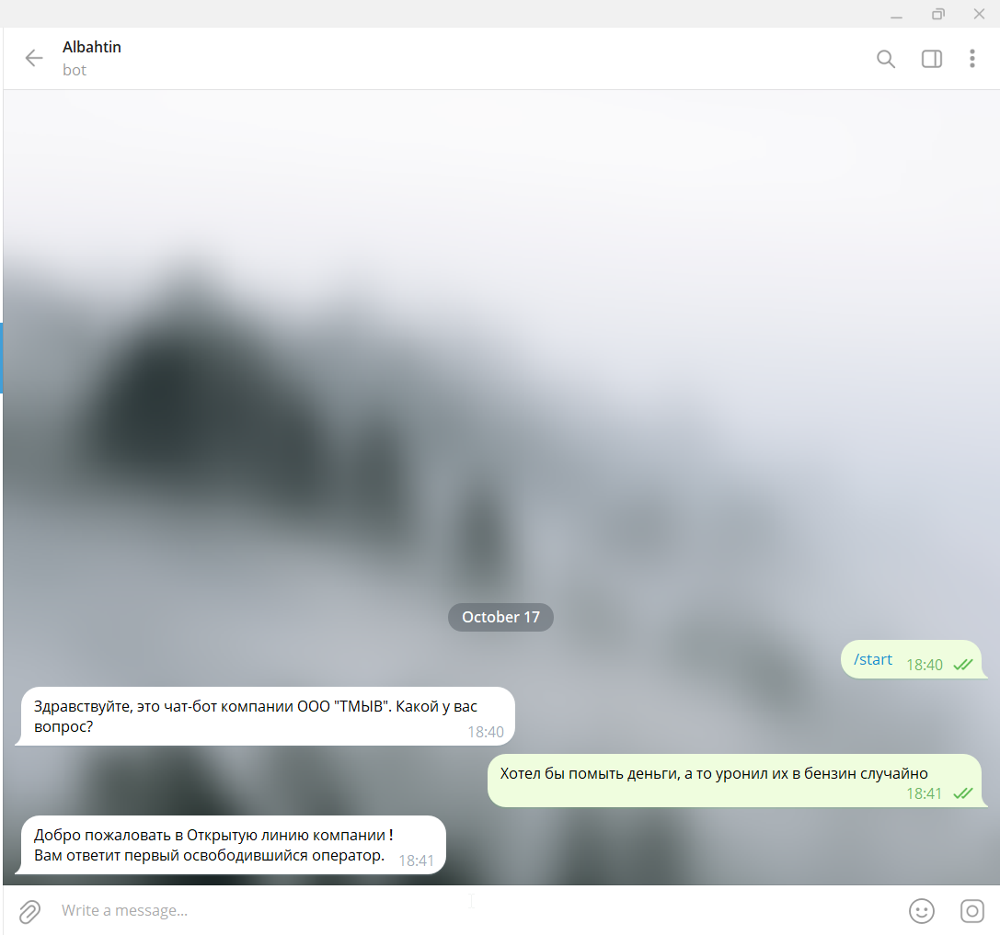 Albahtin
bot
October 17
/start 18:40
Здравствуйте, это чат-бот компании ООО "ТМЫВ". Какой у вас
вопрос?
18:40
Хотел бы помыть деньги, а то уронил их в бензин случайно
18:41
Добро пожаловать в Открытую линию компании !
Вам ответит первый освободившийся оператор. 18:41
Write a message...